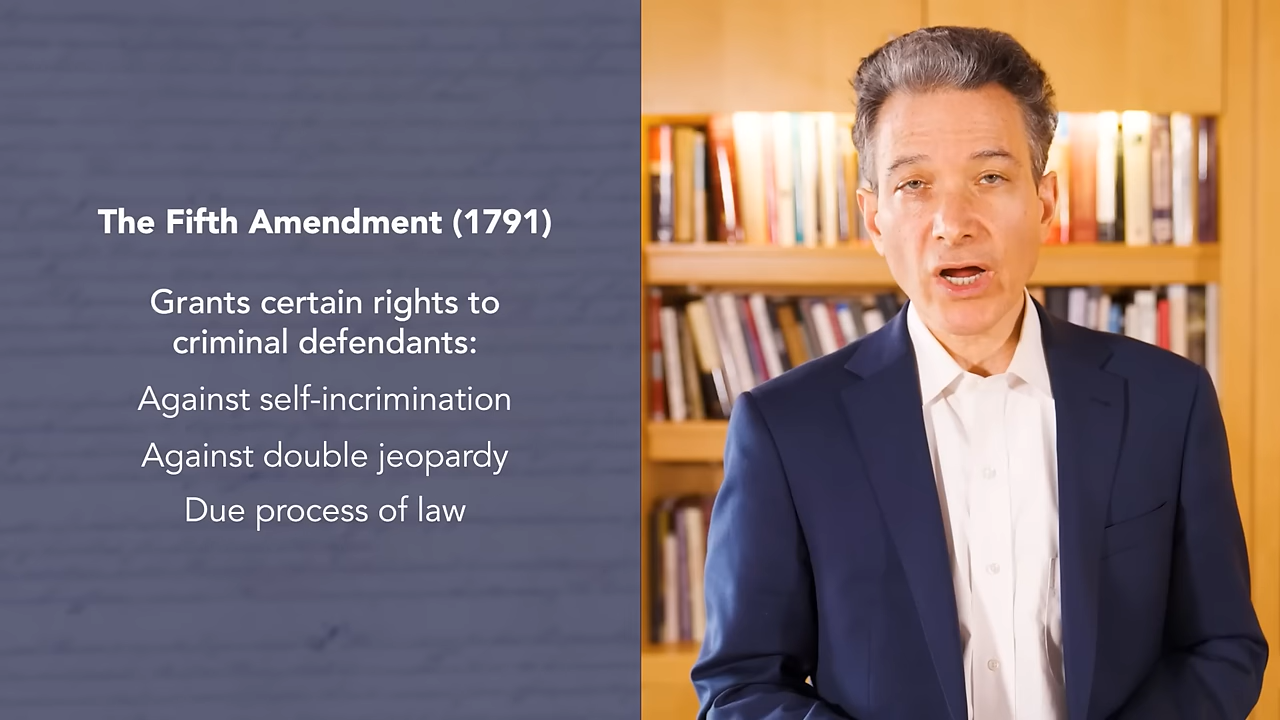 The Fifth Amendment (1791)
Grants certain rights to
criminal defendants:
Against self-incrimination
Against double jeopardy
Due process of law